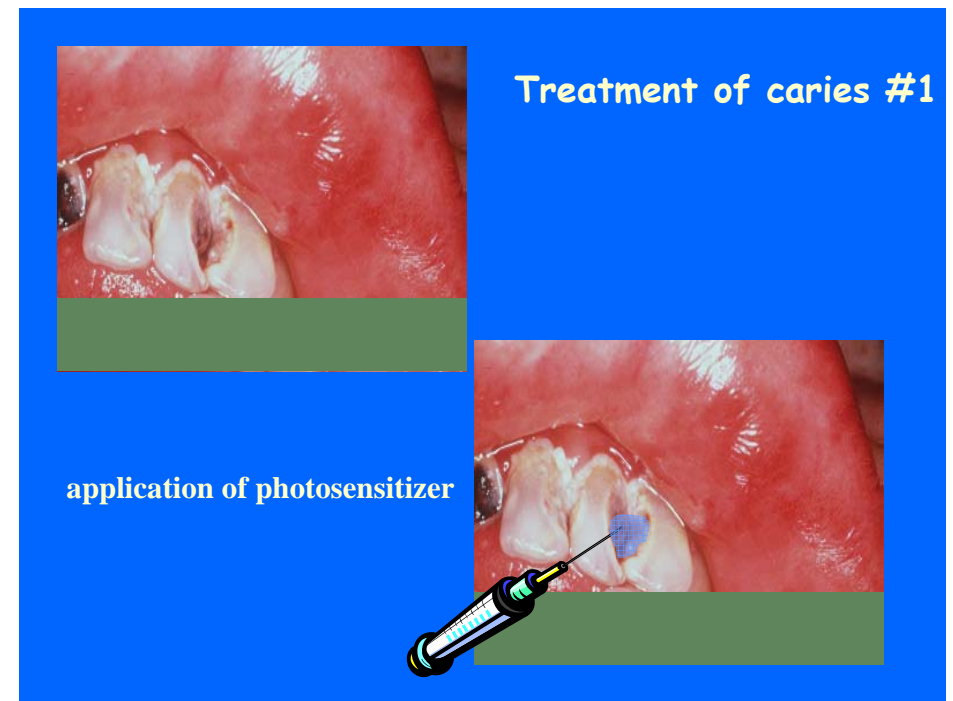 Treatment of caries #1
application of photosensitizer